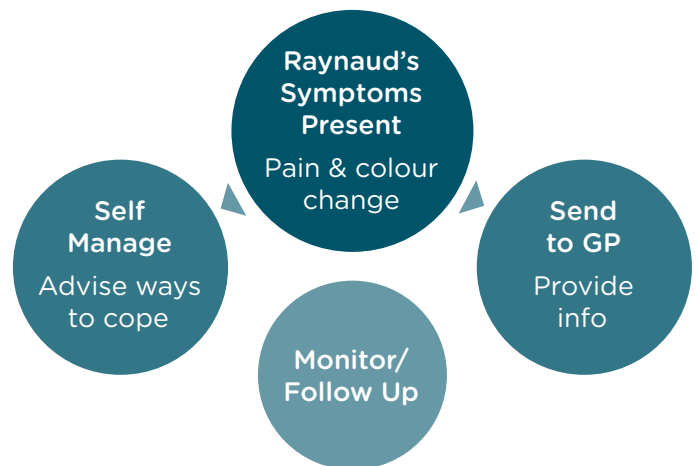 Raynaud's
Symptoms
Present
Pain & colour
change
Self
Manage
Advise ways
to cope
Send
to GP
Provide
info
Monitor/
Follow Up